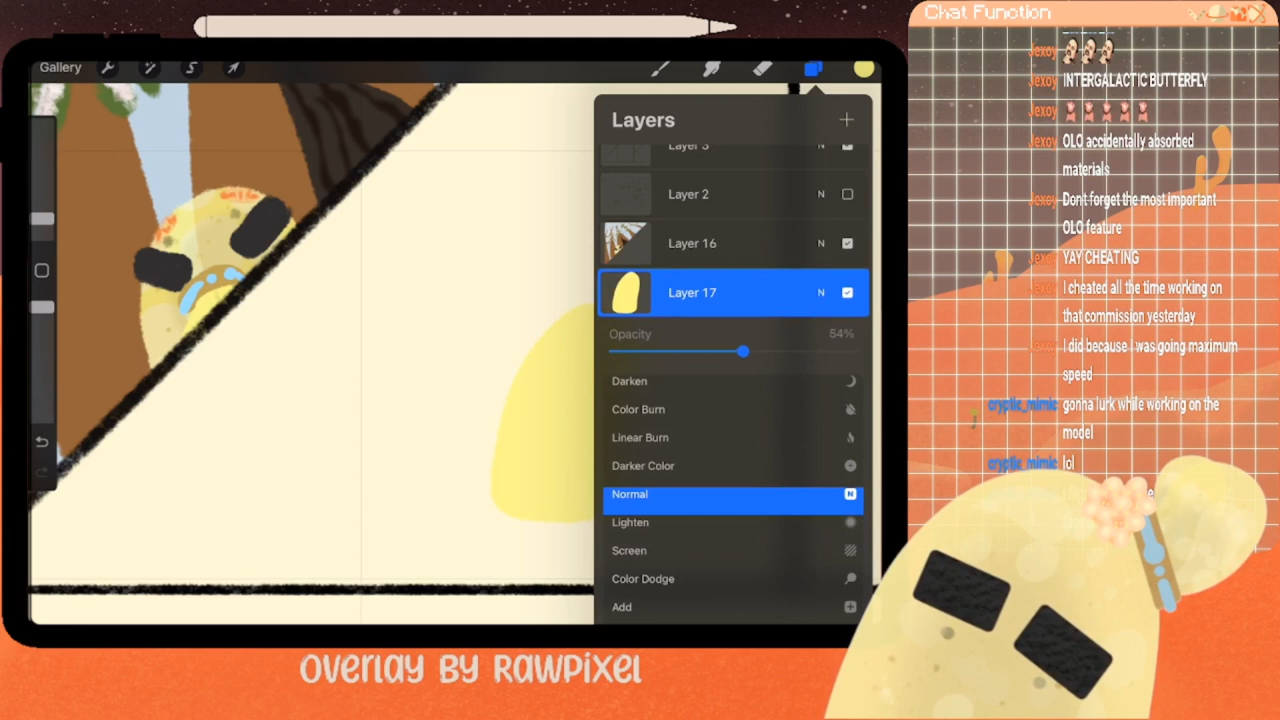 Chat Function
Gallery
Layers
Layer 3 N
Layer 2 N
Layer 16 N
Layer 17 N
Opacity 54%
Darken
Color Burn
Linear Burn
Darker Color
Normal N
Lighten
Screen
Color Dodge
Add
Jexoy
Jexoy INTERGALACTIC BUTTERFLY
Jexoy
Jexoy OLO accidentally absorbed
materials
Jexoy Don't forget the most important
OLO feature
Jexoy YAY CHEATING
Jexoy I cheated all the time working on
that commission yesterday
Jexoy I did because I was going maximum
speed
cryptic_mimic gonna lurk while working on the
model
cryptic_mimic lol
OVERLAY BY RAWPIXEL